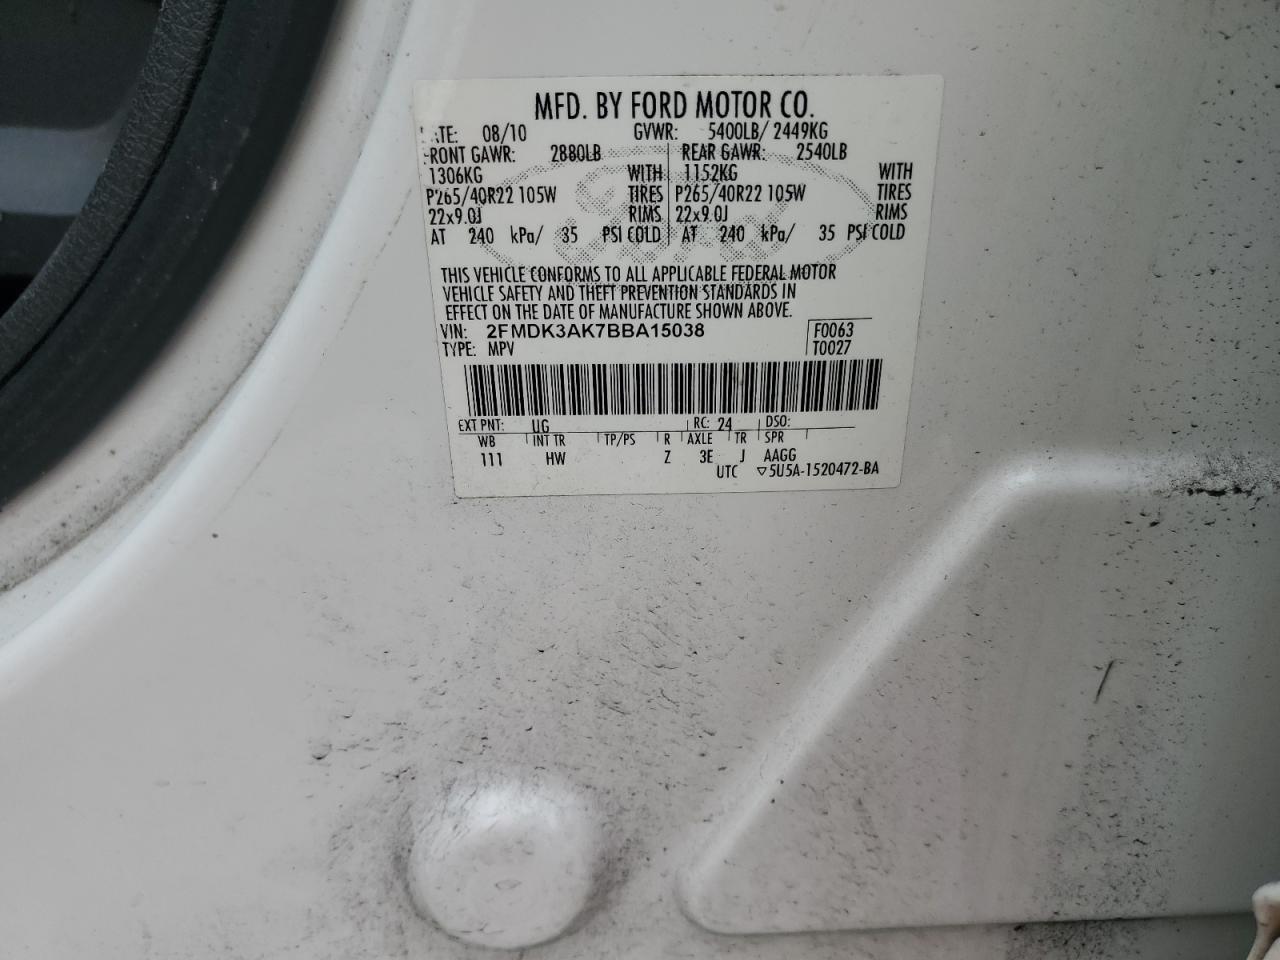 MFD. BY FORD MOTOR CO.
DATE: 08/10 GVWR: 5400LB/ 2449KG
FRONT GAWR: 2880LB REAR GAWR: 2540LB
1306KG WITH 1152KG WITH
P265/40R22 105W TIRES P265/40R22 105W TIRES
22x9.0J RIMS 22x9.0J RIMS
AT 240 kPa/ 35 PSI COLD AT 240 kPa/ 35 PSI COLD
THIS VEHICLE CONFORMS TO ALL APPLICABLE FEDERAL MOTOR
VEHICLE SAFETY AND THEFT PREVENTION STANDARDS IN
EFFECT ON THE DATE OF MANUFACTURE SHOWN ABOVE.
VIN: 2FMDK3AK7BBA15038 F0063
TYPE: MPV T0027
EXT PNT: UG RC: 24 DSO:
WB INT TR TP/PS R AXLE TR SPR
111 HW Z 3E J AAGG
UTC ▽5U5A-1520472-BA